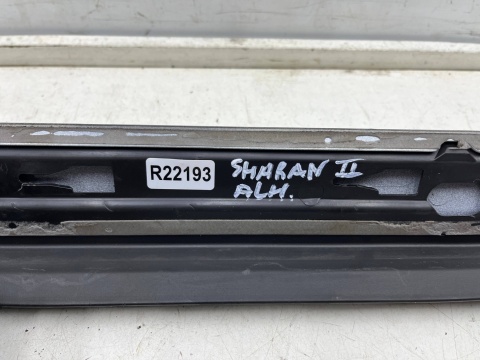 R22193
SHARAN II
ALH.